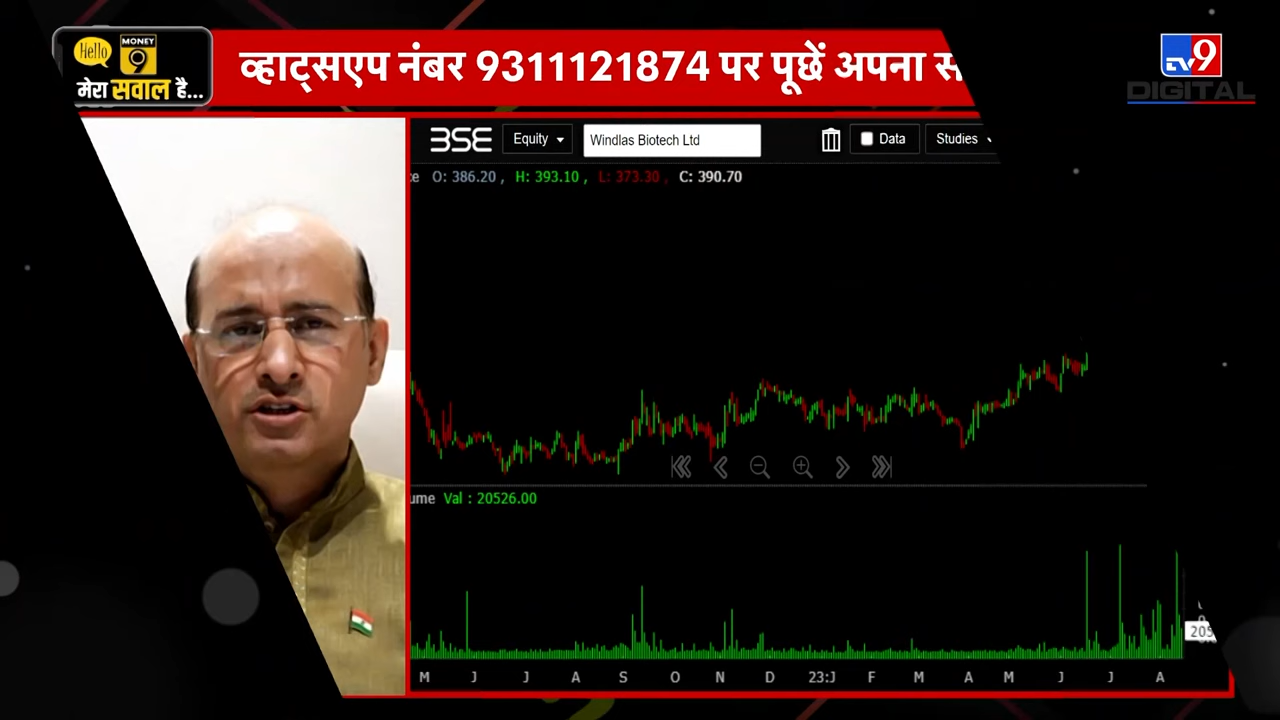 Hello
MONEY
9
मेरा सवाल है...
व्हाट्सएप नंबर 9311121874 पर पूछें अपना
TV9
DIGITAL
BSE
Equity
Windlas Biotech Ltd
Data
Studies
O: 386.20 , H: 393.10 , L: 373.30 , C: 390.70
Val : 20526.00
M J J A S O N D 23:J F M A M J J A